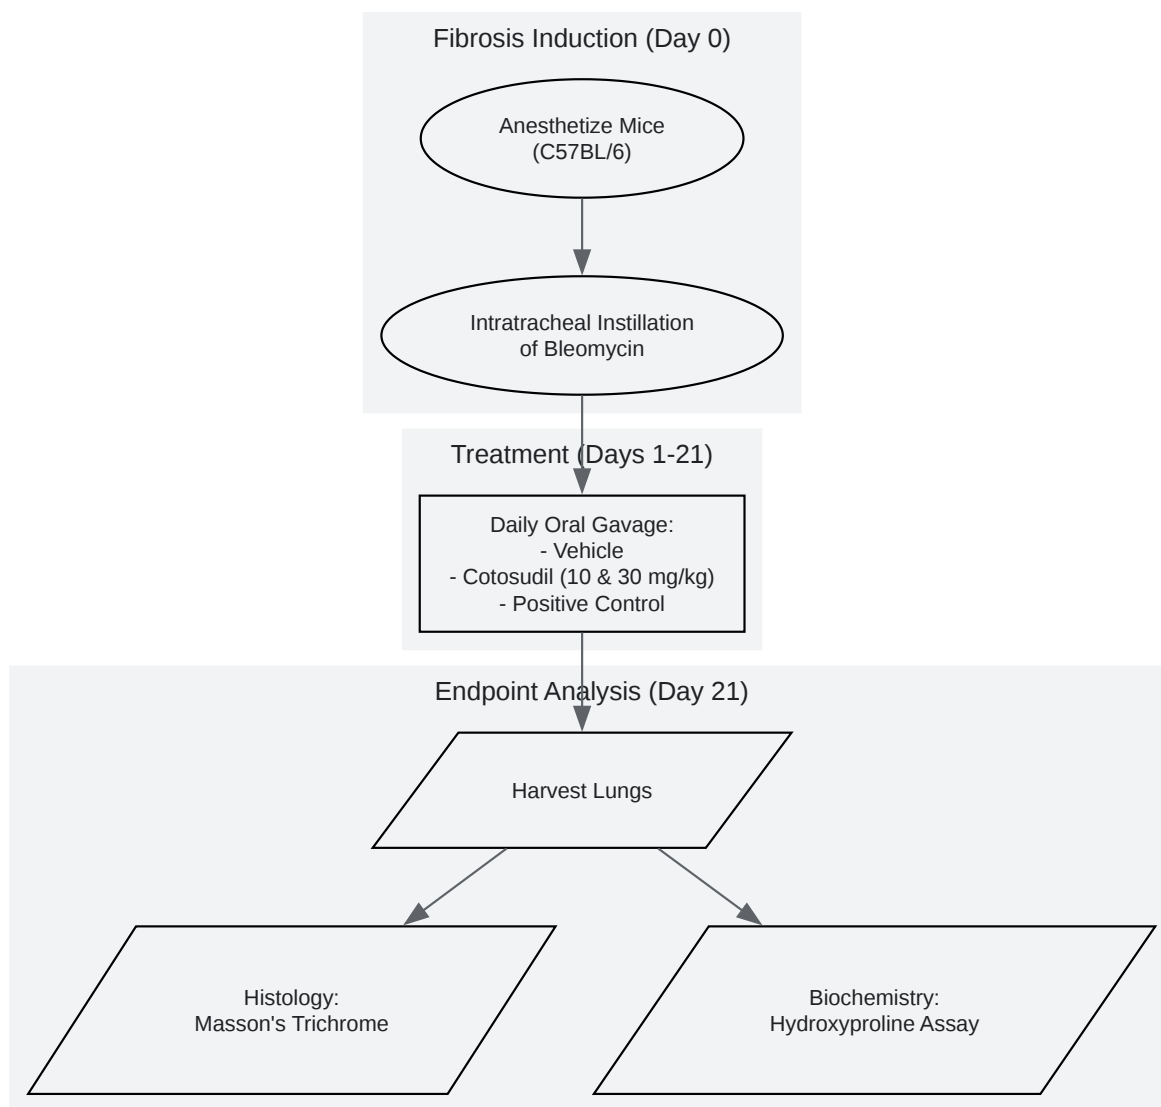 Fibrosis Induction (Day 0)
Anesthetize Mice
(C57BL/6)
Intratracheal Instillation
of Bleomycin
Treatment (Days 1-21)
Daily Oral Gavage:
- Vehicle
- Cotosudil (10 & 30 mg/kg)
- Positive Control
Endpoint Analysis (Day 21)
Harvest Lungs
Histology:
Masson's Trichrome
Biochemistry:
Hydroxyproline Assay